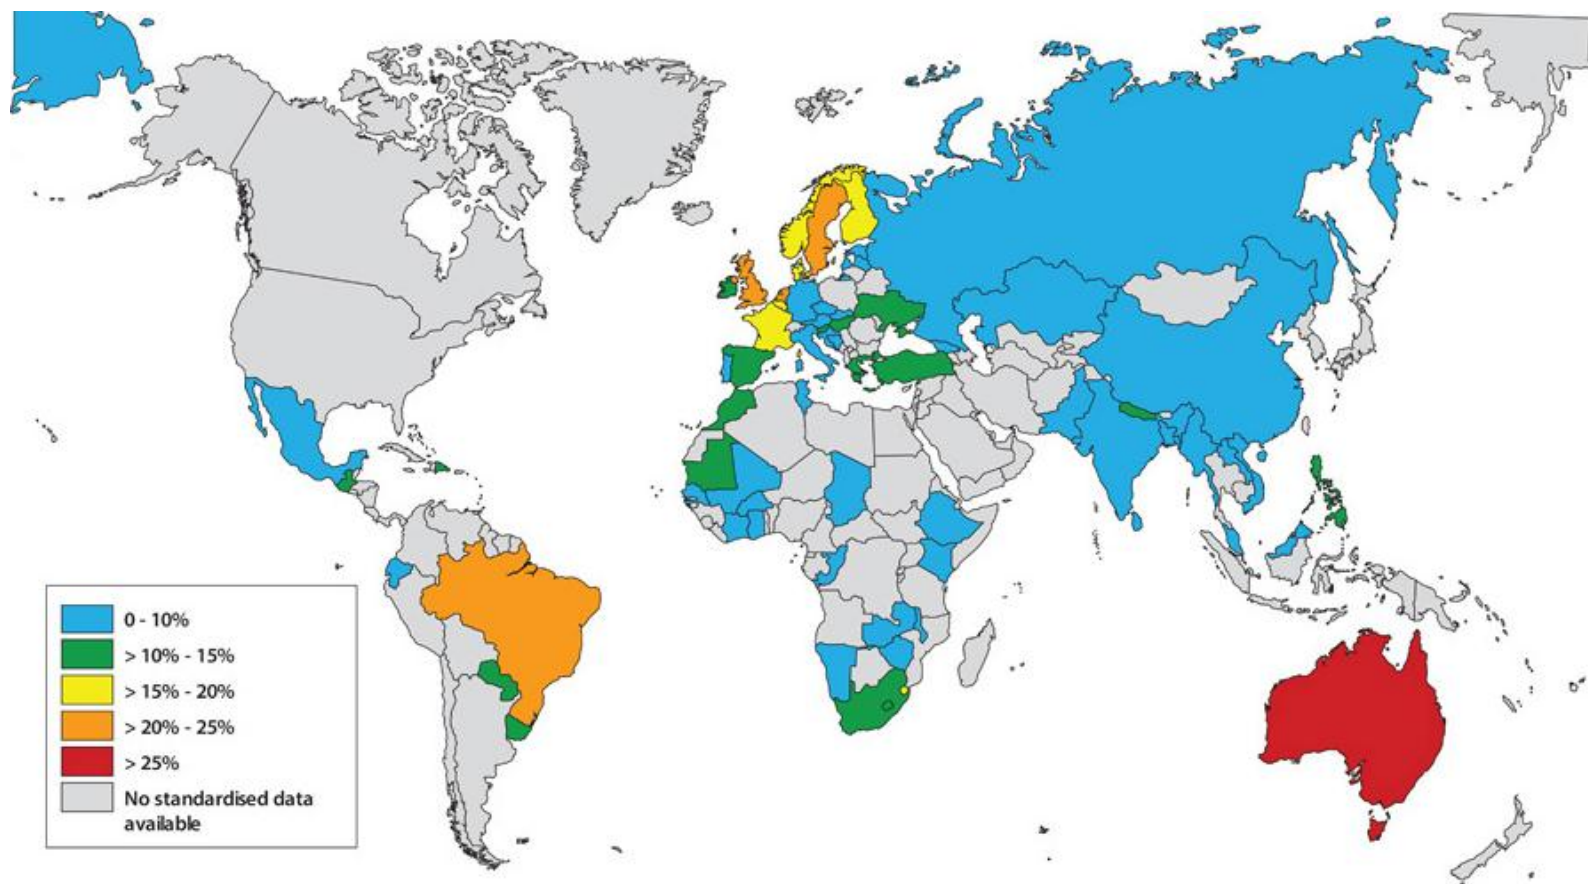 0 - 10%
> 10% - 15%
> 15% - 20%
> 20% - 25%
> 25%
No standardised data
available